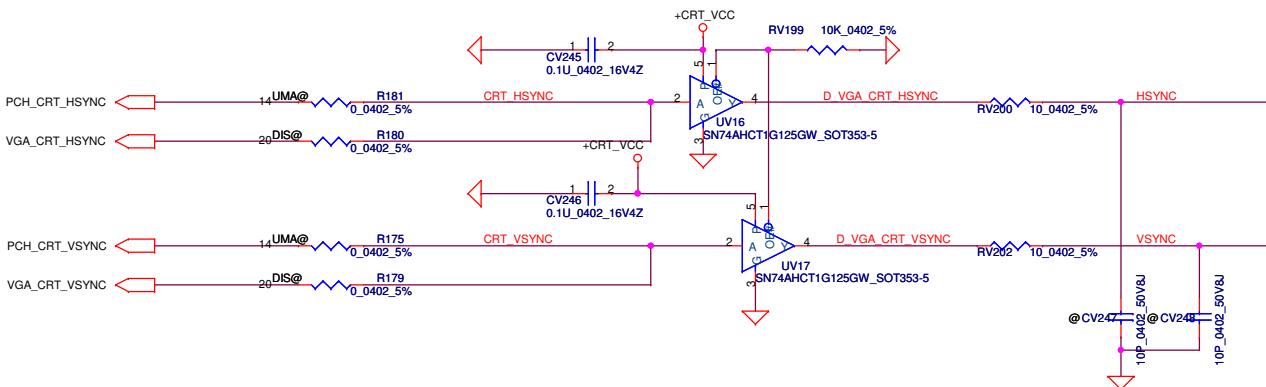 +CRT_VCC
RV199 10K_0402_5%
1 2
CV245
0.1U_0402_16V4Z
5 1
P OE#
PCH_CRT_HSYNC 14 UMA@ R181 CRT_HSYNC 2 A Y 4 D_VGA_CRT_HSYNC RV200 10_0402_5% HSYNC
0_0402_5%
G
UV16
SN74AHCT1G125GW_SOT353-5
3
VGA_CRT_HSYNC 20 DIS@ R180
0_0402_5%
+CRT_VCC
1 2
CV246
0.1U_0402_16V4Z
5 1
P OE#
PCH_CRT_VSYNC 14 UMA@ R175 CRT_VSYNC 2 A Y 4 D_VGA_CRT_VSYNC RV202 10_0402_5% VSYNC
0_0402_5%
G
UV17
SN74AHCT1G125GW_SOT353-5
3
VGA_CRT_VSYNC 20 DIS@ R179
0_0402_5%
@ CV247
10P_0402_50V8J
@ CV248
10P_0402_50V8J